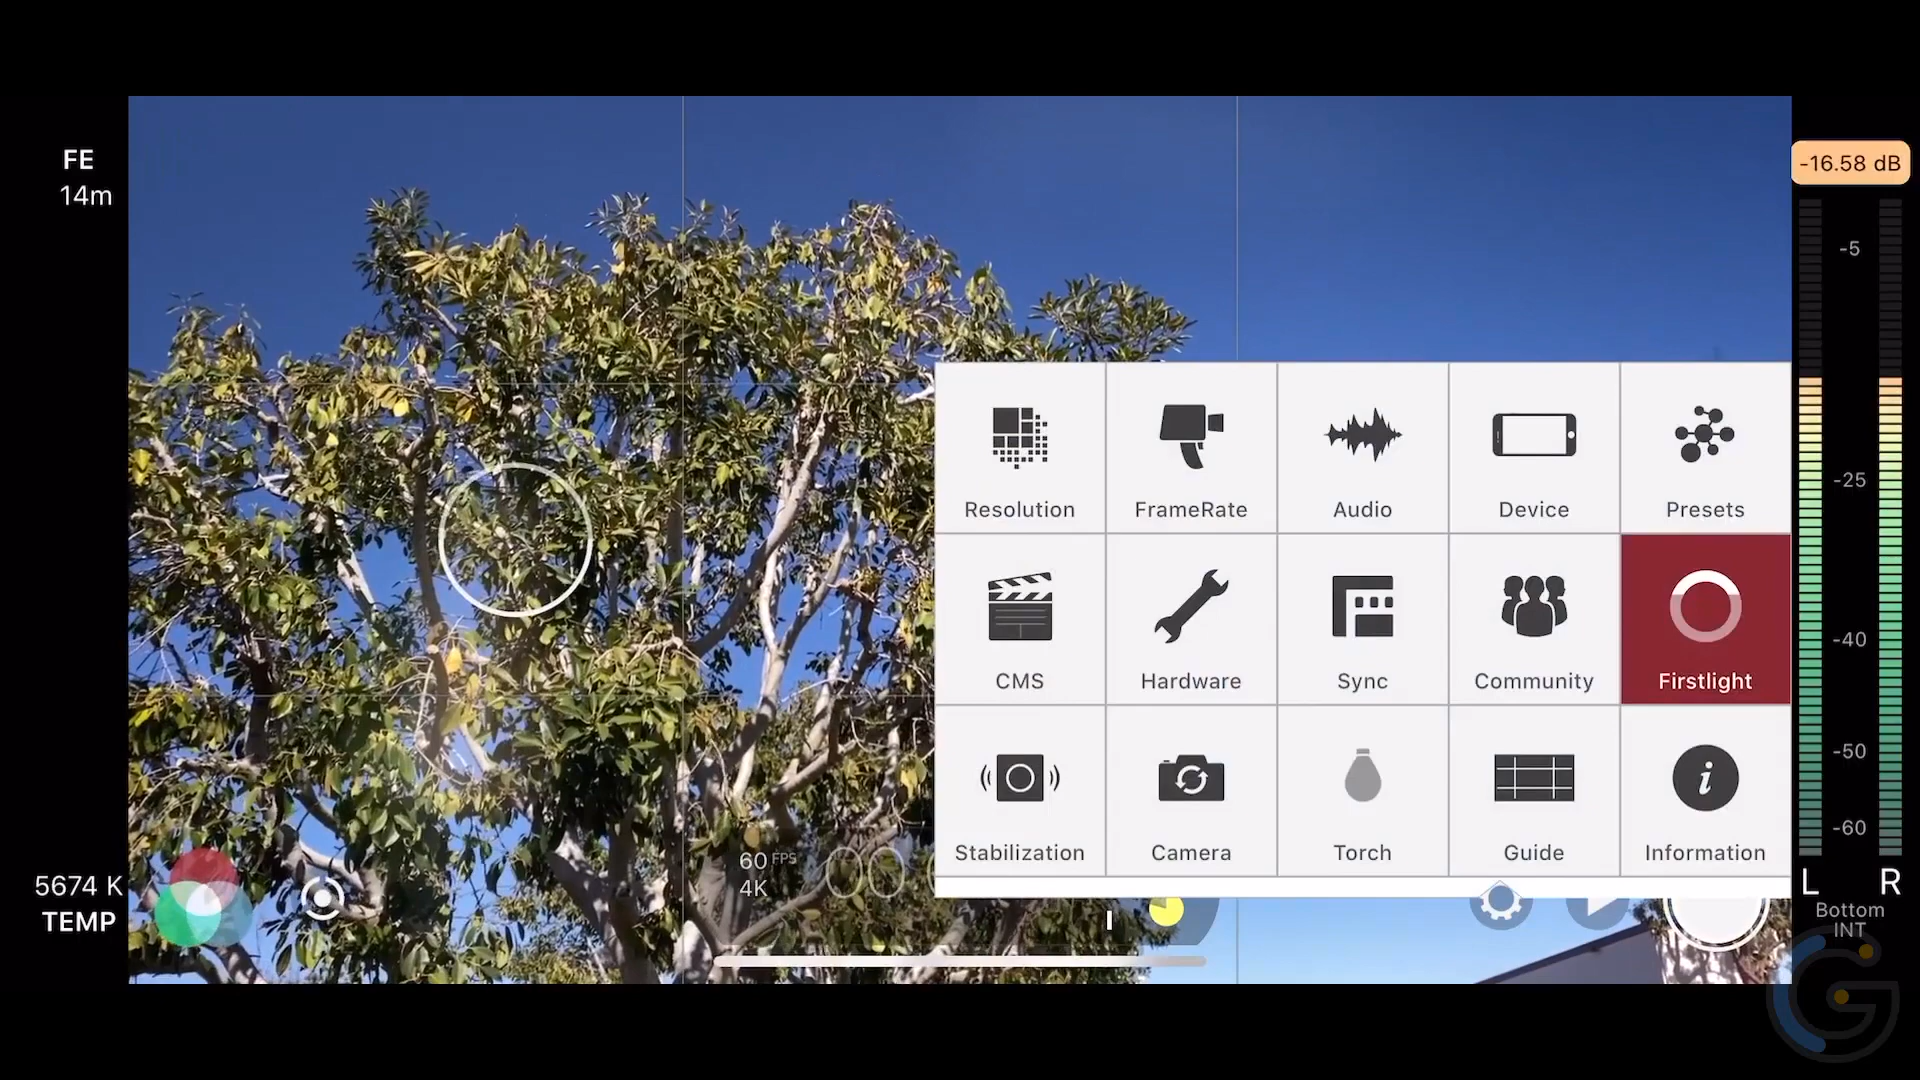 FE
14m
-16.58 dB
-5
-25
-40
-50
-60
L R
Bottom
INT
Resolution
FrameRate
Audio
Device
Presets
CMS
Hardware
Sync
Community
Firstlight
Stabilization
Camera
Torch
Guide
Information
60 FPS
4K
5674 K
TEMP